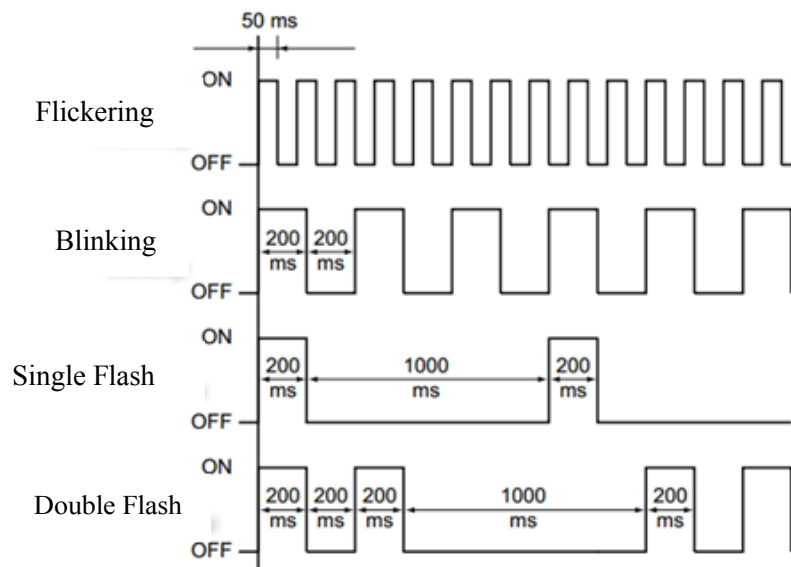 50 ms
ON
Flickering
OFF
ON
Blinking
200 ms
200 ms
OFF
ON
Single Flash
200 ms
1000 ms
200 ms
OFF
ON
Double Flash
200 ms
200 ms
200 ms
1000 ms
200 ms
OFF